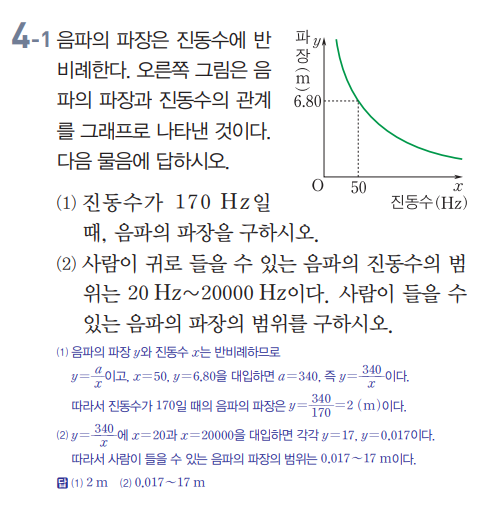 4-1 음파의 파장은 진동수에 반
비례한다. 오른쪽 그림은 음
파의 파장과 진동수의 관계
를 그래프로 나타낸 것이다.
다음 물음에 답하시오.
파장(m)
y
6.80
O
50
x
진동수(Hz)
(1) 진동수가 170 Hz일
때, 음파의 파장을 구하시오.
(2) 사람이 귀로 들을 수 있는 음파의 진동수의 범
위는 20 Hz~20000 Hz이다. 사람이 들을 수
있는 음파의 파장의 범위를 구하시오.
(1) 음파의 파장 y와 진동수 x는 반비례하므로
y=a/x이고, x=50, y=6.80을 대입하면 a=340, 즉 y=340/x이다.
따라서 진동수가 170일 때의 음파의 파장은 y=340/170=2 (m)이다.
(2) y=340/x에 x=20과 x=20000을 대입하면 각각 y=17, y=0.017이다.
따라서 사람이 들을 수 있는 음파의 파장의 범위는 0.017~17 m이다.
답 (1) 2 m (2) 0.017~17 m